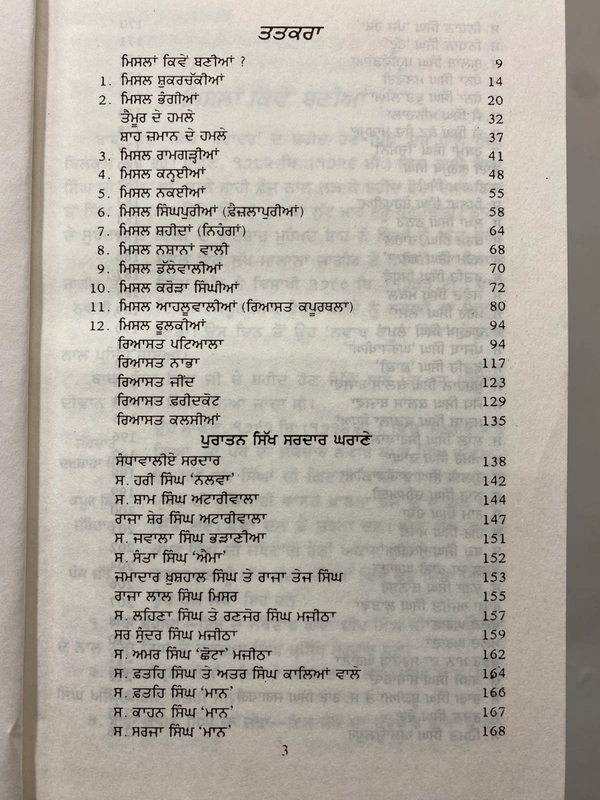 ਤਤਕਰਾ
ਮਿਸਲਾਂ ਕਿਵੇਂ ਬਣੀਆਂ ? 9
1. ਮਿਸਲ ਸ਼ੁਕਰਚੱਕੀਆਂ 14
2. ਮਿਸਲ ਭੰਗੀਆਂ 20
ਤੈਮੂਰ ਦੇ ਹਮਲੇ 32
ਸ਼ਾਹ ਜ਼ਮਾਨ ਦੇ ਹਮਲੇ 37
3. ਮਿਸਲ ਰਾਮਗੜ੍ਹੀਆਂ 41
4. ਮਿਸਲ ਕਨ੍ਹਈਆਂ 48
5. ਮਿਸਲ ਨਕਈਆਂ 55
6. ਮਿਸਲ ਸਿੰਘਪੁਰੀਆਂ (ਫ਼ੈਜ਼ਲਾਪੁਰੀਆਂ) 58
7. ਮਿਸਲ ਸ਼ਹੀਦਾਂ (ਨਿਹੰਗਾਂ) 64
8. ਮਿਸਲ ਨਸ਼ਾਨਾਂ ਵਾਲੀ 68
9. ਮਿਸਲ ਡੱਲੇਵਾਲੀਆਂ 70
10. ਮਿਸਲ ਕਰੋੜਾ ਸਿੰਘੀਆਂ 72
11. ਮਿਸਲ ਆਹਲੂਵਾਲੀਆਂ (ਰਿਆਸਤ ਕਪੂਰਥਲਾ) 80
12. ਮਿਸਲ ਫੂਲਕੀਆਂ 94
ਰਿਆਸਤ ਪਟਿਆਲਾ 94
ਰਿਆਸਤ ਨਾਭਾ 117
ਰਿਆਸਤ ਜੀਂਦ 123
ਰਿਆਸਤ ਫ਼ਰੀਦਕੋਟ 129
ਰਿਆਸਤ ਕਲਸੀਆਂ 135
ਪੁਰਾਤਨ ਸਿੱਖ ਸਰਦਾਰ ਘਰਾਣੇ
ਸੰਧਾਵਾਲੀਏ ਸਰਦਾਰ 138
ਸ. ਹਰੀ ਸਿੰਘ ‘ਨਲਵਾ’ 142
ਸ. ਸ਼ਾਮ ਸਿੰਘ ਅਟਾਰੀਵਾਲਾ 144
ਰਾਜਾ ਸ਼ੇਰ ਸਿੰਘ ਅਟਾਰੀਵਾਲਾ 147
ਸ. ਜਵਾਲਾ ਸਿੰਘ ਭੜਾਣੀਆ 151
ਸ. ਸੰਤਾ ਸਿੰਘ ‘ਐਮਾ’ 152
ਜਮਾਦਾਰ ਖ਼ੁਸ਼ਹਾਲ ਸਿੰਘ ਤੇ ਰਾਜਾ ਤੇਜ ਸਿੰਘ 153
ਰਾਜਾ ਲਾਲ ਸਿੰਘ ਮਿਸਰ 155
ਸ. ਲਹਿਣਾ ਸਿੰਘ ਤੇ ਰਣਜੋਰ ਸਿੰਘ ਮਜੀਠਾ 157
ਸਰ ਸੁੰਦਰ ਸਿੰਘ ਮਜੀਠਾ 159
ਸ. ਅਮਰ ਸਿੰਘ ‘ਛੋਟਾ’ ਮਜੀਠਾ 162
ਸ. ਫ਼ਤਹਿ ਸਿੰਘ ਤੇ ਅਤਰ ਸਿੰਘ ਕਾਲਿਆਂ ਵਾਲੇ 164
ਸ. ਫ਼ਤਹਿ ਸਿੰਘ ‘ਮਾਨ’ 166
ਸ. ਕਾਹਨ ਸਿੰਘ ‘ਮਾਨ’ 167
ਸ. ਸਰਜਾ ਸਿੰਘ ‘ਮਾਨ’ 168
3